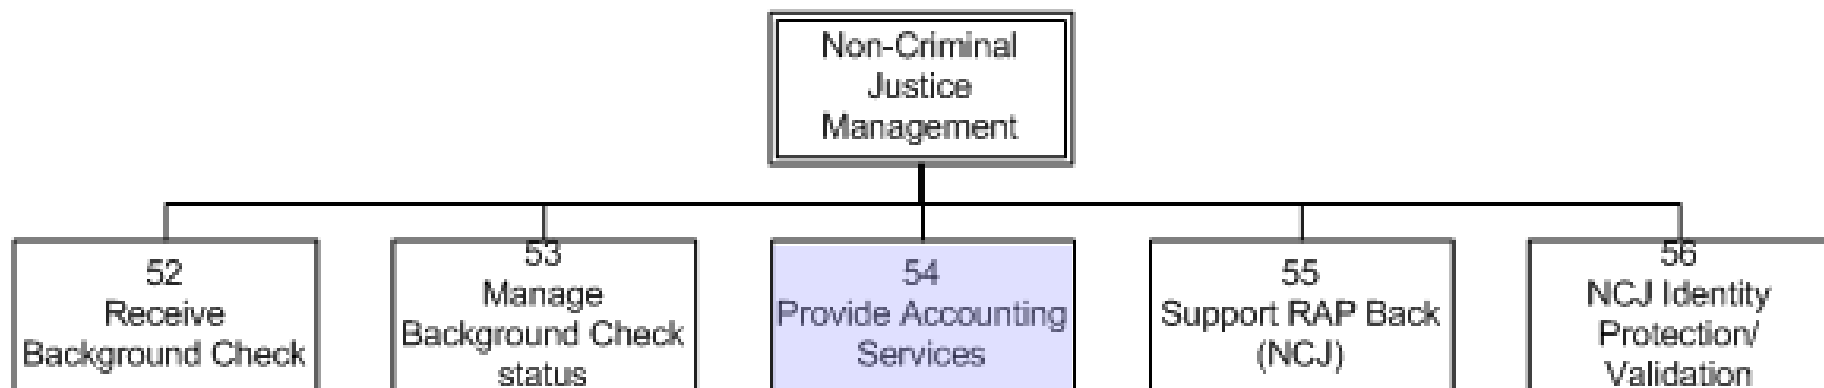 Non-Criminal
Justice
Management
52
Receive
Background Check
53
Manage
Background Check
status
54
Provide Accounting
Services
55
Support RAP Back
(NCJ)
56
NCJ Identity
Protection/
Validation